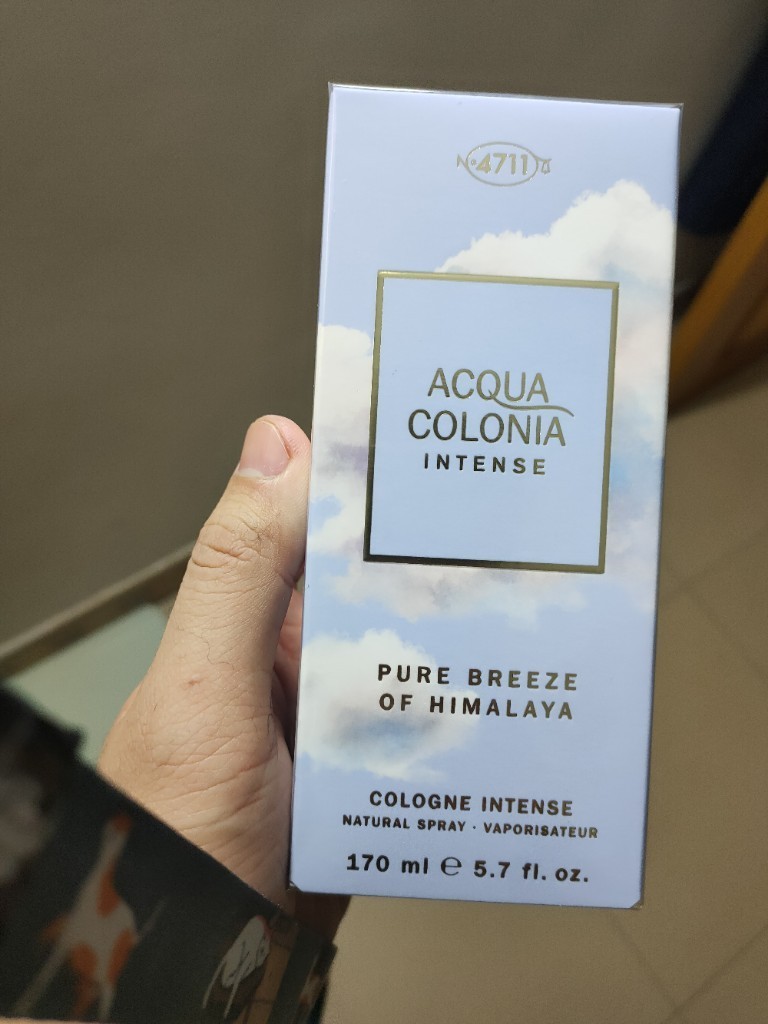 Nº4711
ACQUA
COLONIA
INTENSE
PURE BREEZE
OF HIMALAYA
COLOGNE INTENSE
NATURAL SPRAY · VAPORISATEUR
170 ml ℮ 5.7 fl. oz.